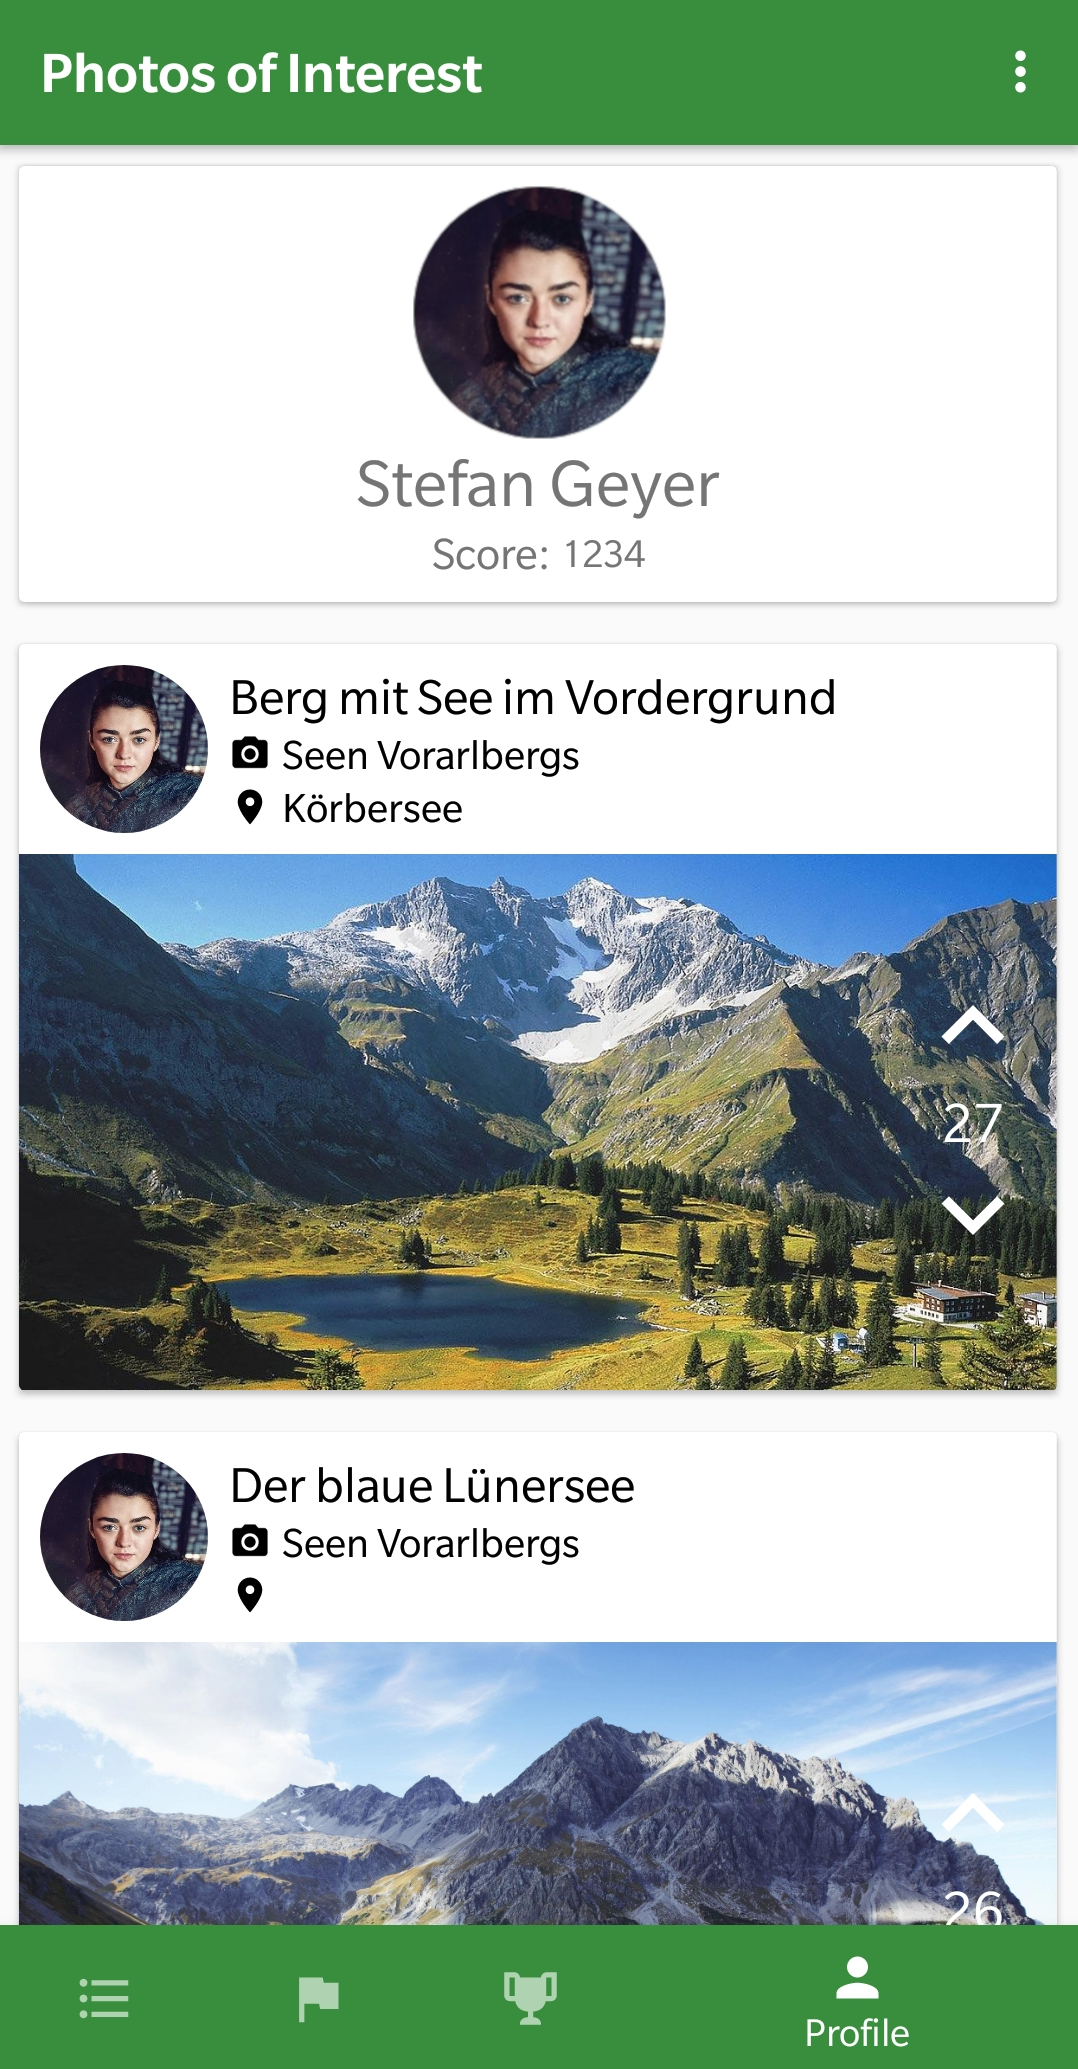 Photos of Interest
Stefan Geyer
Score: 1234
Berg mit See im Vordergrund
Seen Vorarlbergs
Körbersee
27
Der blaue Lünersee
Seen Vorarlbergs
26
Profile